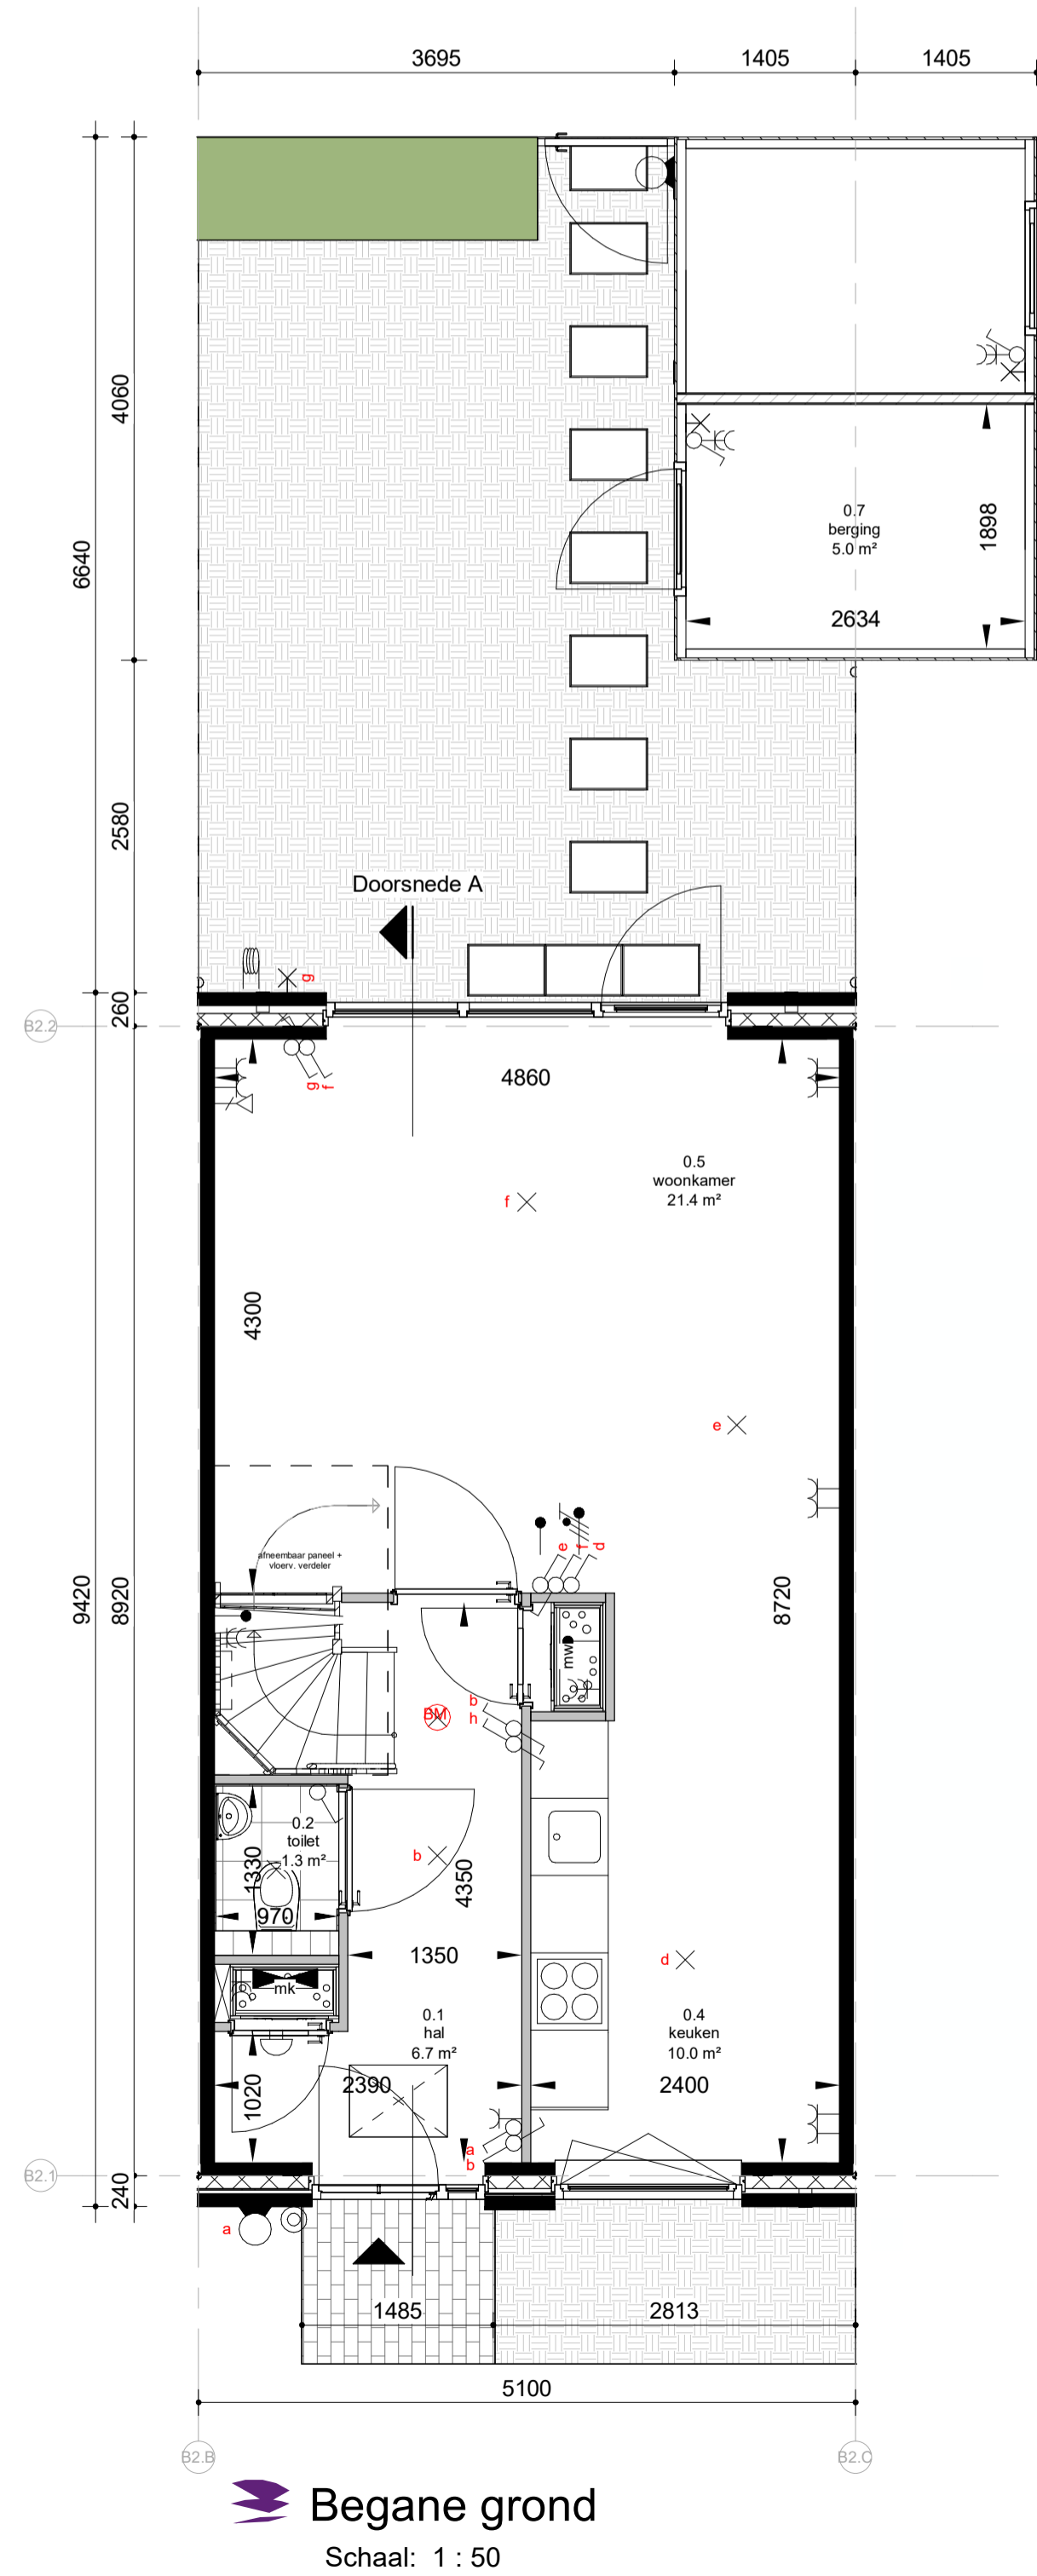 3695
1405
1405
4060
6640
0.7
berging
5.0 m²
1898
2634
2580
Doorsnede A
g
260
B2.2
g
f
4860
0.5
woonkamer
21.4 m²
f
4300
e
afneembaar paneel +
vloerv. verdeler
e
f
d
9420
8920
8720
mw
BM
b
h
0.2
toilet
1.3 m²
1330
b
4350
970
1350
d
mk
0.1
hal
6.7 m²
0.4
keuken
10.0 m²
1020
2390
2400
a
b
B2.1
240
a
1485
2813
5100
B2.B
B2.C
Begane grond
Schaal: 1 : 50